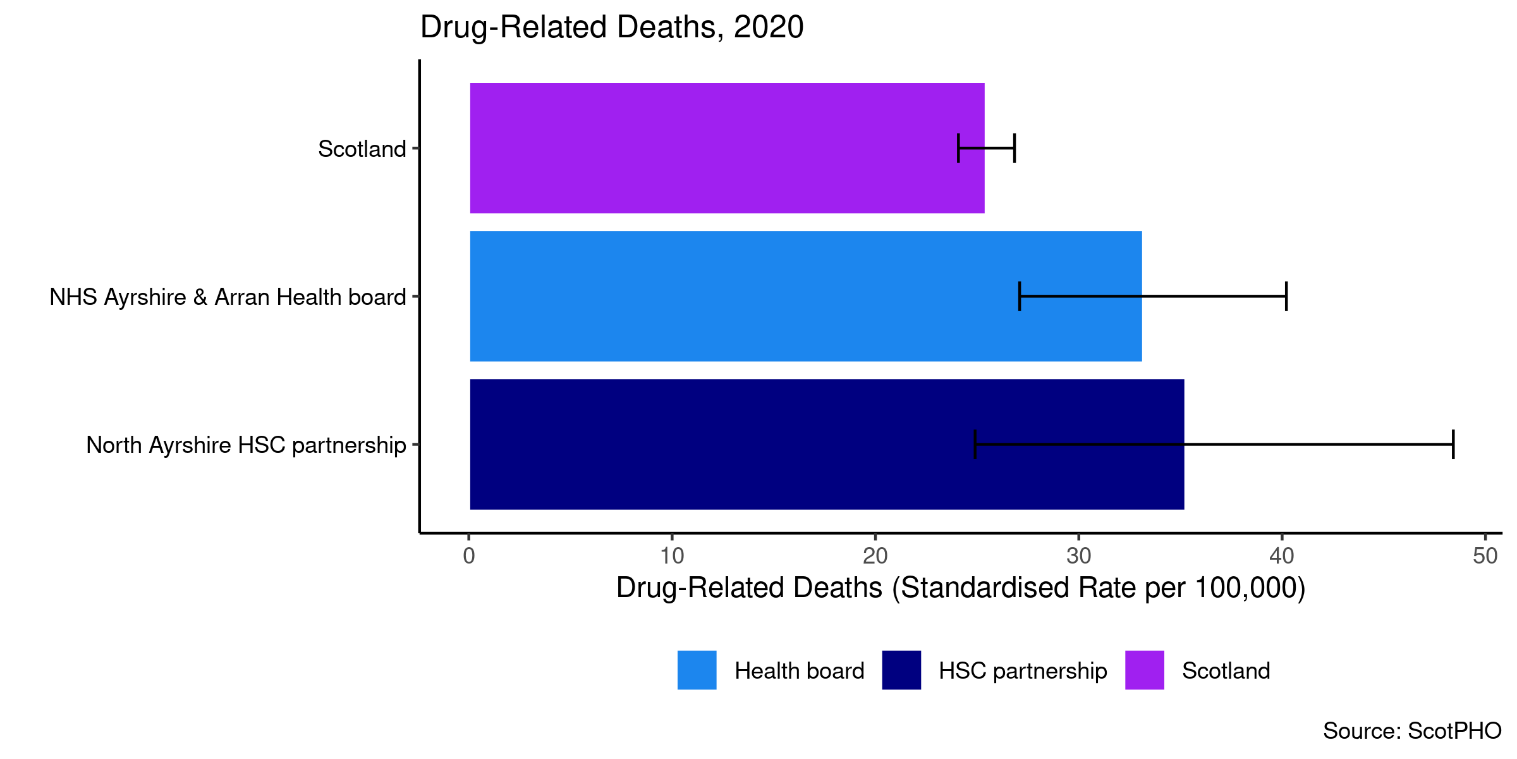 Drug-Related Deaths, 2020
Scotland
NHS Ayrshire & Arran Health board
North Ayrshire HSC partnership
0 10 20 30 40 50
Drug-Related Deaths (Standardised Rate per 100,000)
Health board HSC partnership Scotland
Source: ScotPHO